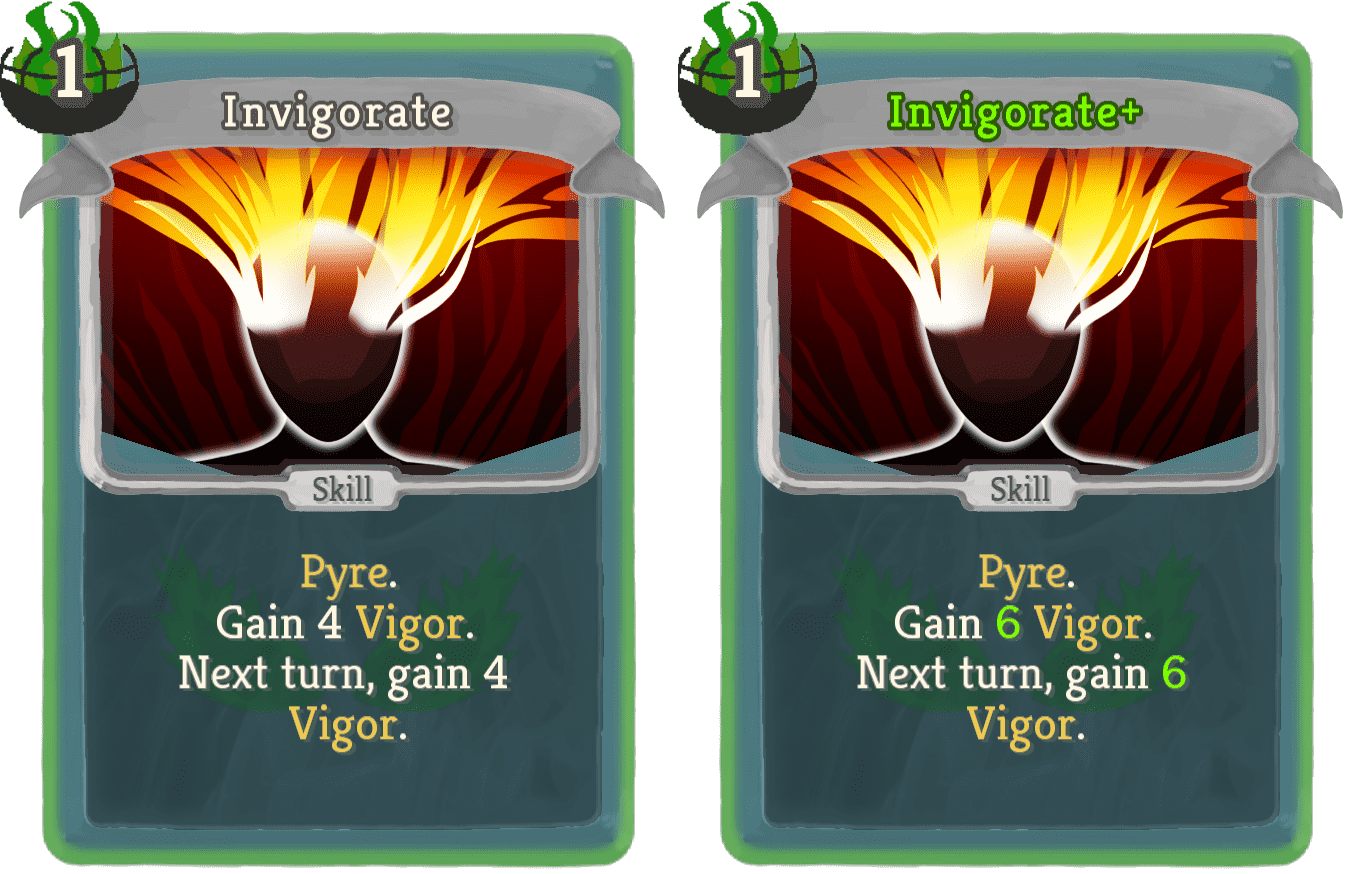 1
Invigorate
Skill
Pyre.
Gain 4 Vigor.
Next turn, gain 4
Vigor.
1
Invigorate+
Skill
Pyre.
Gain 6 Vigor.
Next turn, gain 6
Vigor.